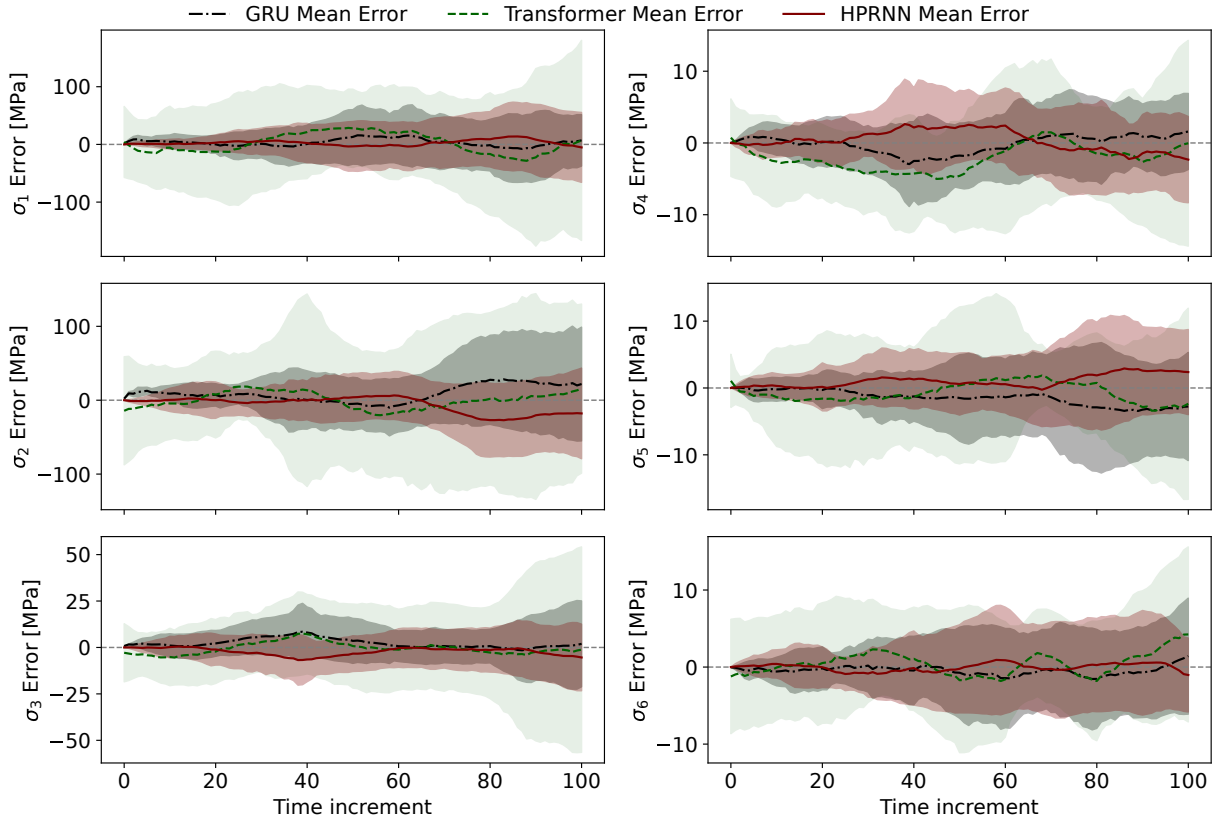 GRU Mean Error Transformer Mean Error HPRNN Mean Error
σ1 Error [MPa]
100
0
−100
σ4 Error [MPa]
10
0
−10
σ2 Error [MPa]
100
0
−100
σ5 Error [MPa]
10
0
−10
σ3 Error [MPa]
50
25
0
−25
−50
0 20 40 60 80 100
Time increment
σ6 Error [MPa]
10
0
−10
0 20 40 60 80 100
Time increment